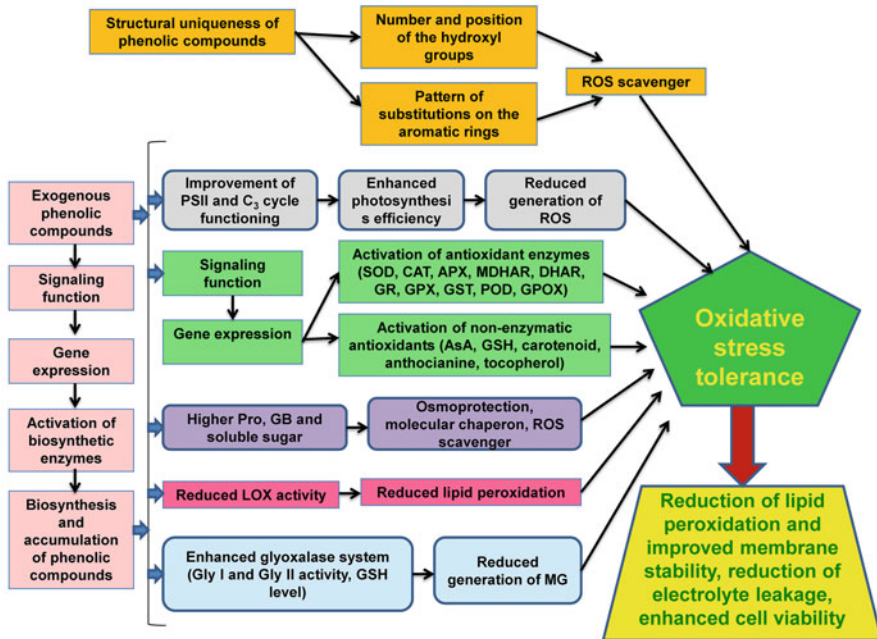 Structural uniqueness of
phenolic compounds
Number and position
of the hydroxyl
groups
Pattern of
substitutions on the
aromatic rings
ROS scavenger
Exogenous
phenolic
compounds
Signaling
function
Gene
expression
Activation of
biosynthetic
enzymes
Biosynthesis and
accumulation
of phenolic
compounds
Improvement of
PSII and C3 cycle
functioning
Enhanced
photosynthesi
s efficiency
Reduced
generation of
ROS
Signaling
function
Gene expression
Activation of antioxidant enzymes
(SOD, CAT, APX, MDHAR, DHAR,
GR, GPX, GST, POD, GPOX)
Activation of non-enzymatic
antioxidants (AsA, GSH, carotenoid,
anthocianine, tocopherol)
Higher Pro, GB and
soluble sugar
Osmoprotection,
molecular chaperon, ROS
scavenger
Reduced LOX activity
Reduced lipid peroxidation
Enhanced glyoxalase system
(Gly I and Gly II activity, GSH
level)
Reduced
generation of MG
Oxidative
stress
tolerance
Reduction of lipid
peroxidation and
improved membrane
stability, reduction of
electrolyte leakage,
enhanced cell viability